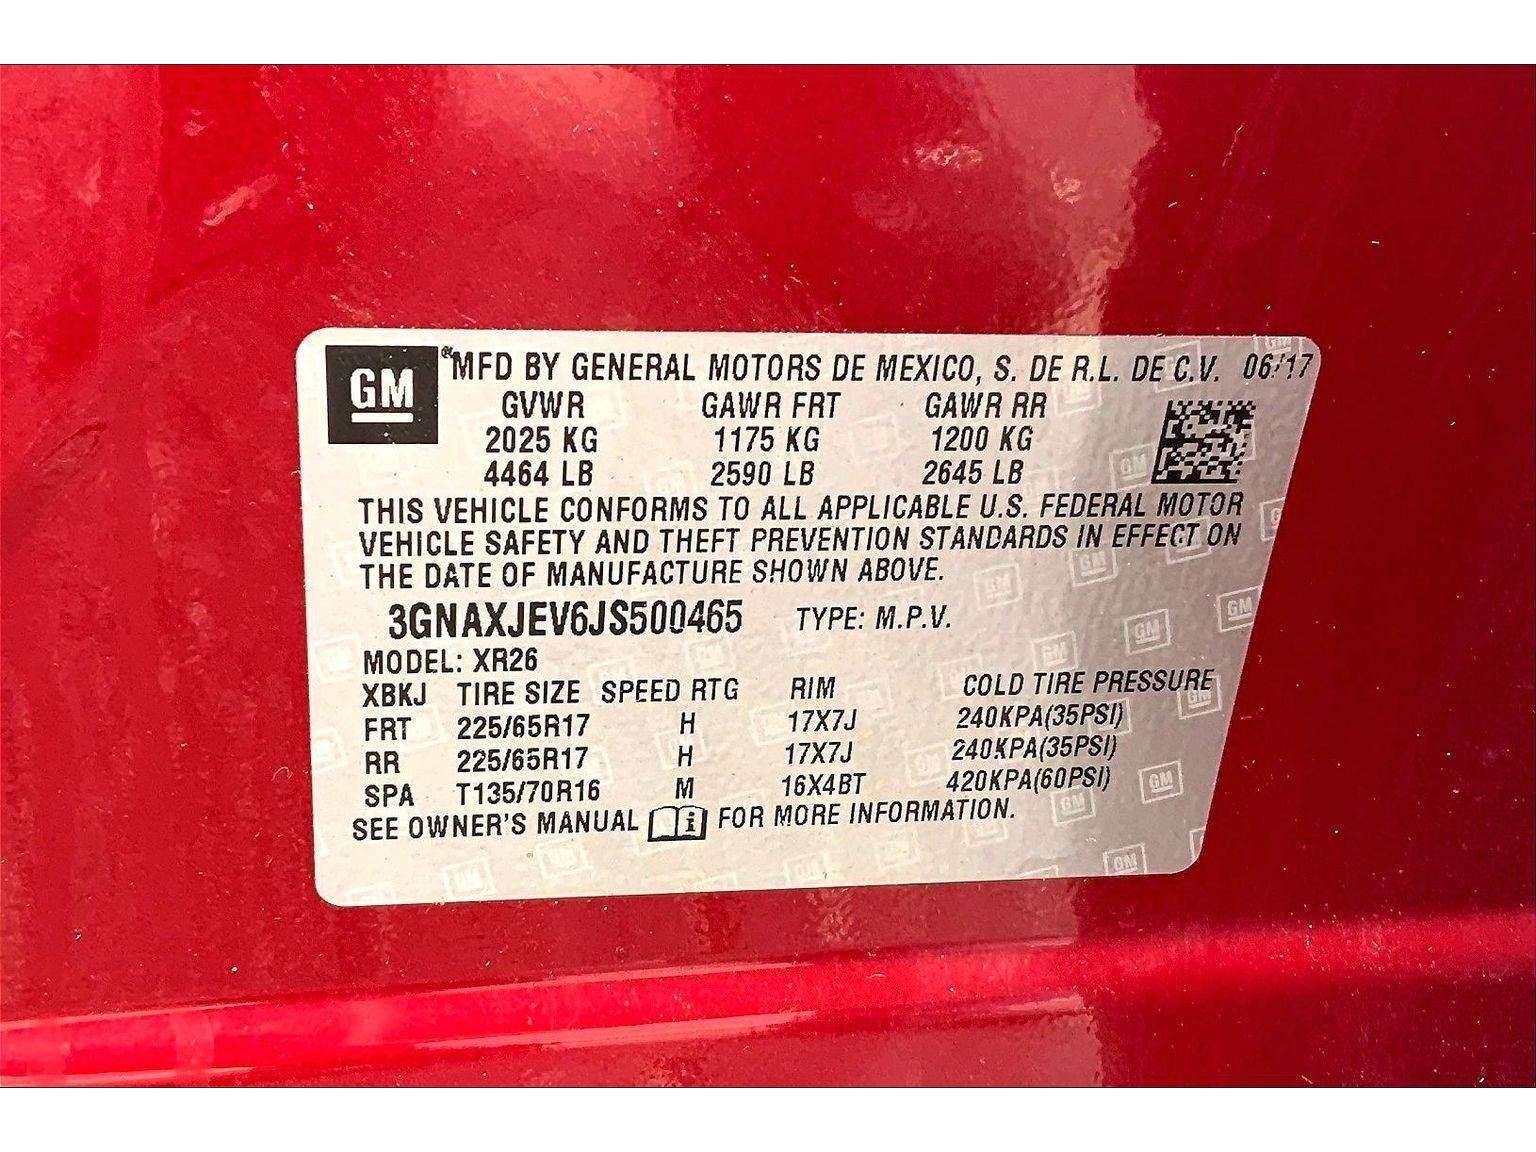 GM
MFD BY GENERAL MOTORS DE MEXICO, S. DE R.L. DE C.V. 06/17
GVWR GAWR FRT GAWR RR
2025 KG 1175 KG 1200 KG
4464 LB 2590 LB 2645 LB
THIS VEHICLE CONFORMS TO ALL APPLICABLE U.S. FEDERAL MOTOR
VEHICLE SAFETY AND THEFT PREVENTION STANDARDS IN EFFECT ON
THE DATE OF MANUFACTURE SHOWN ABOVE.
3GNAXJEV6JS500465 TYPE: M.P.V.
MODEL: XR26
XBKJ TIRE SIZE SPEED RTG RIM COLD TIRE PRESSURE
FRT 225/65R17 H 17X7J 240KPA(35PSI)
RR 225/65R17 H 17X7J 240KPA(35PSI)
SPA T135/70R16 M 16X4BT 420KPA(60PSI)
SEE OWNER'S MANUAL i FOR MORE INFORMATION.